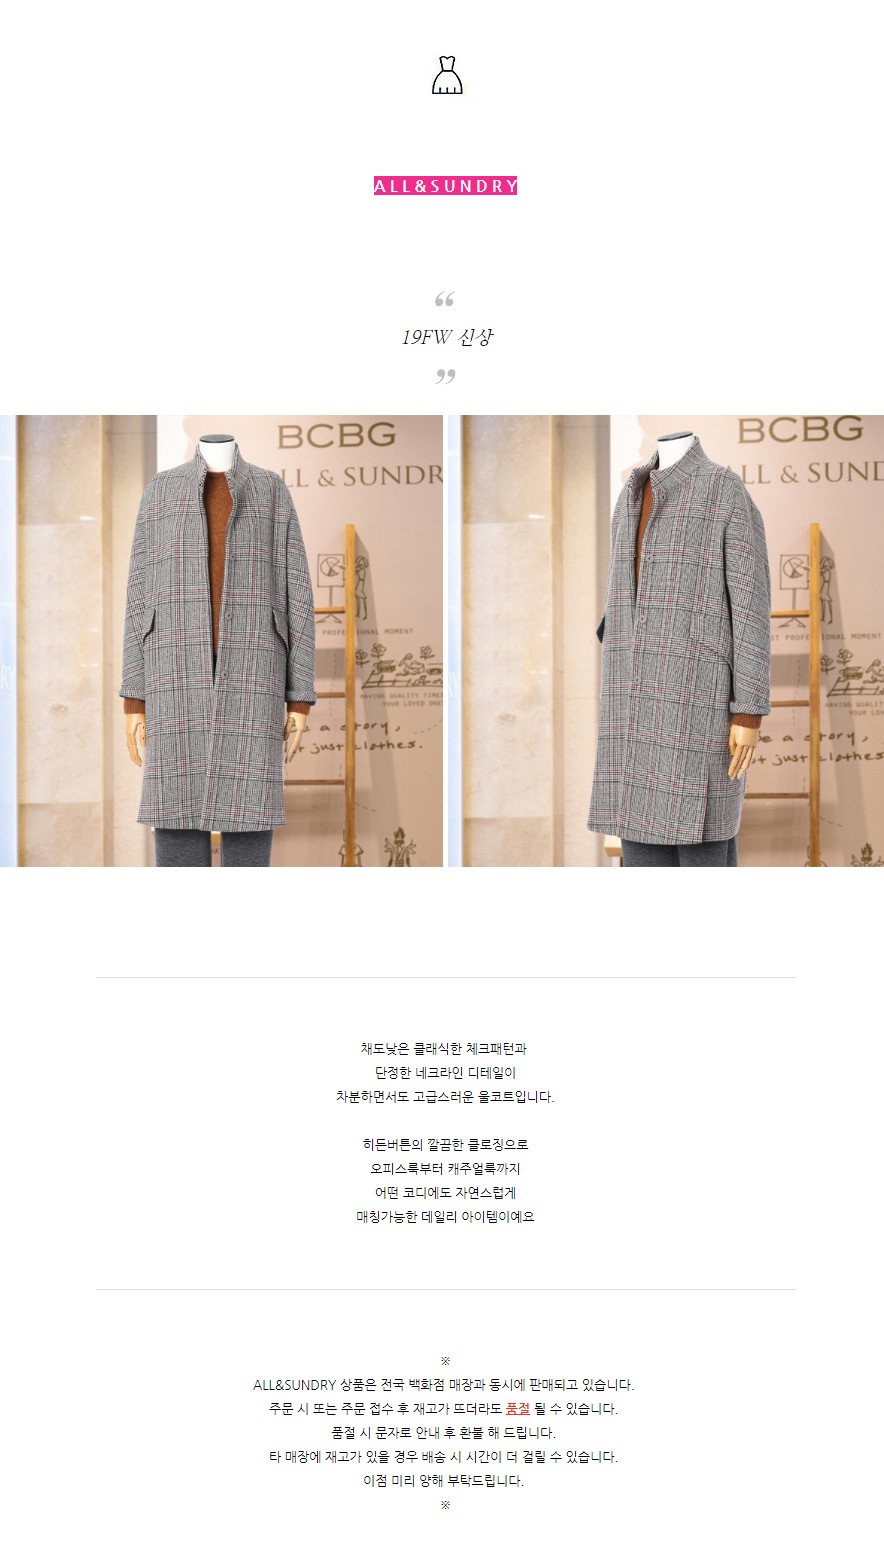 ALL&SUNDRY
“
19FW 신상
”
BCBG
ALL & SUNDR
PROFESSIONAL MOMENT
HAVING QUALITY TIME
YOUR LOVED ONE
be a story,
not just clothes.
BCBG
ALL & SUND
ST PROFESSIONAL MOMENT
HAVING QUALITY
YOUR LOV
be a story,
not just clothes.
채도낮은 클래식한 체크패턴과
단정한 네크라인 디테일이
차분하면서도 고급스러운 울코트입니다.
히든버튼의 깔끔한 클로징으로
오피스룩부터 캐주얼룩까지
어떤 코디에도 자연스럽게
매칭가능한 데일리 아이템이예요
※
ALL&SUNDRY 상품은 전국 백화점 매장과 동시에 판매되고 있습니다.
주문 시 또는 주문 접수 후 재고가 뜨더라도 품절 될 수 있습니다.
품절 시 문자로 안내 후 환불 해 드립니다.
타 매장에 재고가 있을 경우 배송 시 시간이 더 걸릴 수 있습니다.
이점 미리 양해 부탁드립니다.
※